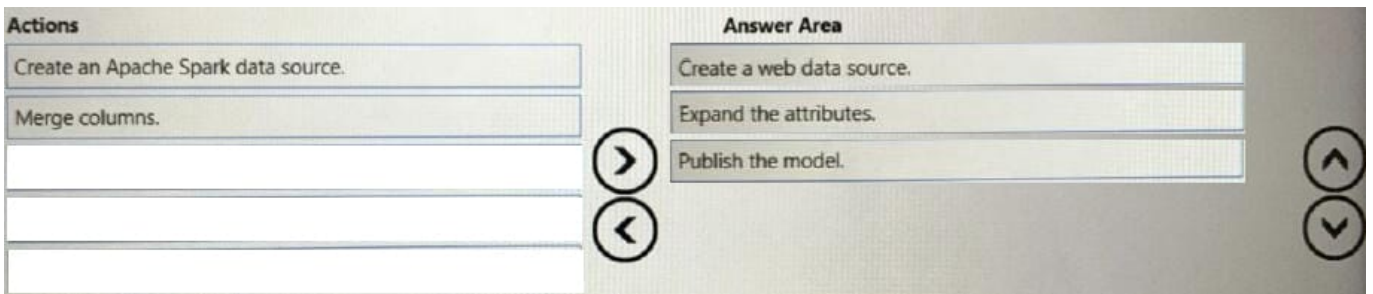 Actions
Create an Apache Spark data source.
Merge columns.
Answer Area
Create a web data source.
Expand the attributes.
Publish the model.